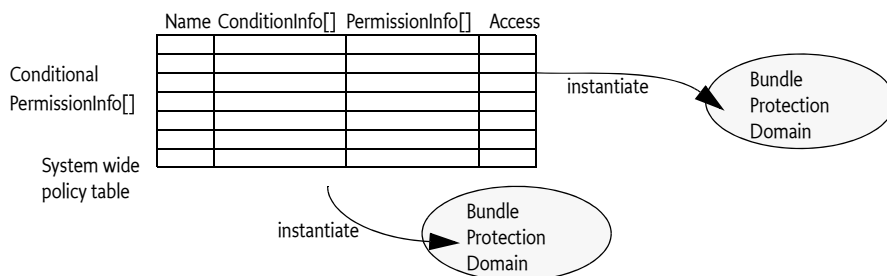 Name ConditionInfo[] PermissionInfo[] Access
Conditional
PermissionInfo[]
instantiate
Bundle
Protection
Domain
System wide
policy table
instantiate
Bundle
Protection
Domain